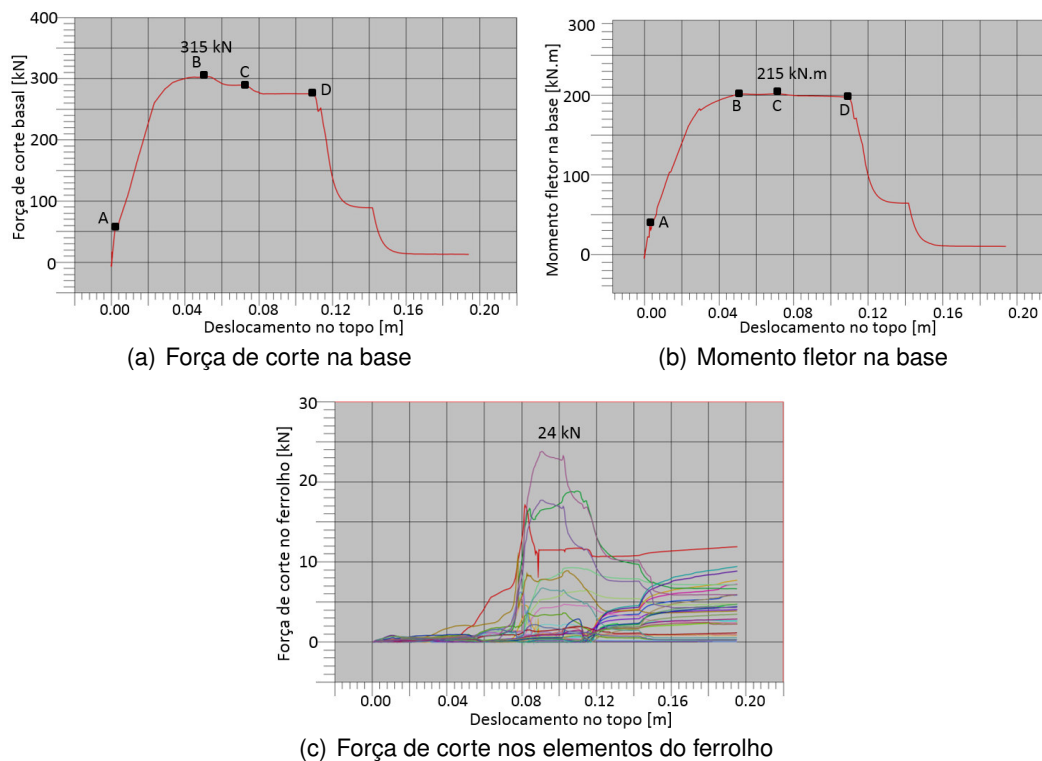 Força de corte basal [kN]
400
300
200
100
0
315 kN
B
C
D
A
0.00 0.04 0.08 0.12 0.16 0.20
Deslocamento no topo [m]
(a) Força de corte na base
Momento fletor na base [kN.m]
300
200
100
0
215 kN.m
B
C
D
A
0.00 0.04 0.08 0.12 0.16 0.20
Deslocamento no topo [m]
(b) Momento fletor na base
Força de corte no ferrolho [kN]
30
20
10
0
24 kN
0.00 0.04 0.08 0.12 0.16 0.20
Deslocamento no topo [m]
(c) Força de corte nos elementos do ferrolho